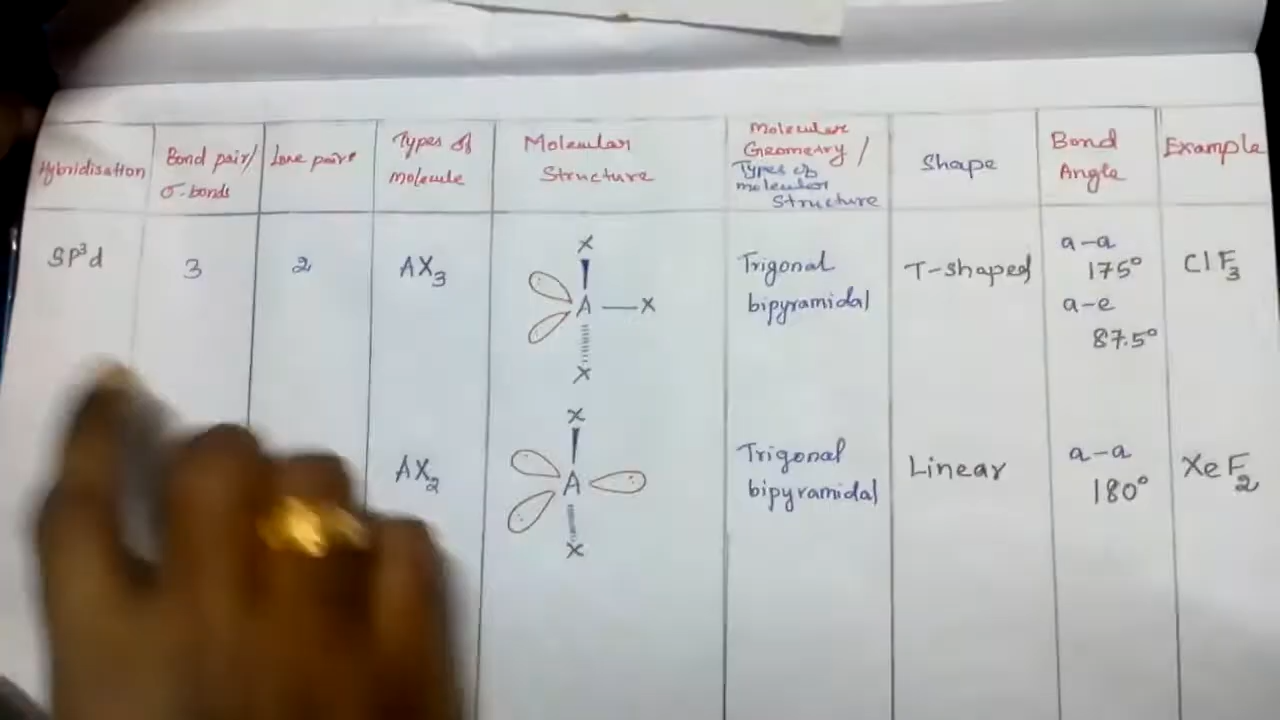 Hybridisation
Bond pair/
σ-bonds
Lone pairs
Types of
molecule
Molecular
Structure
Molecular
Geometry /
Types of
molecular
Structure
Shape
Bond
Angle
Example
SP³d
3
2
AX₃
X
A — X
X
Trigonal
bipyramidal
T-shaped
a-a
175°
a-e
87.5°
ClF₃
AX₂
X
A
X
Trigonal
bipyramidal
Linear
a-a
180°
XeF₂